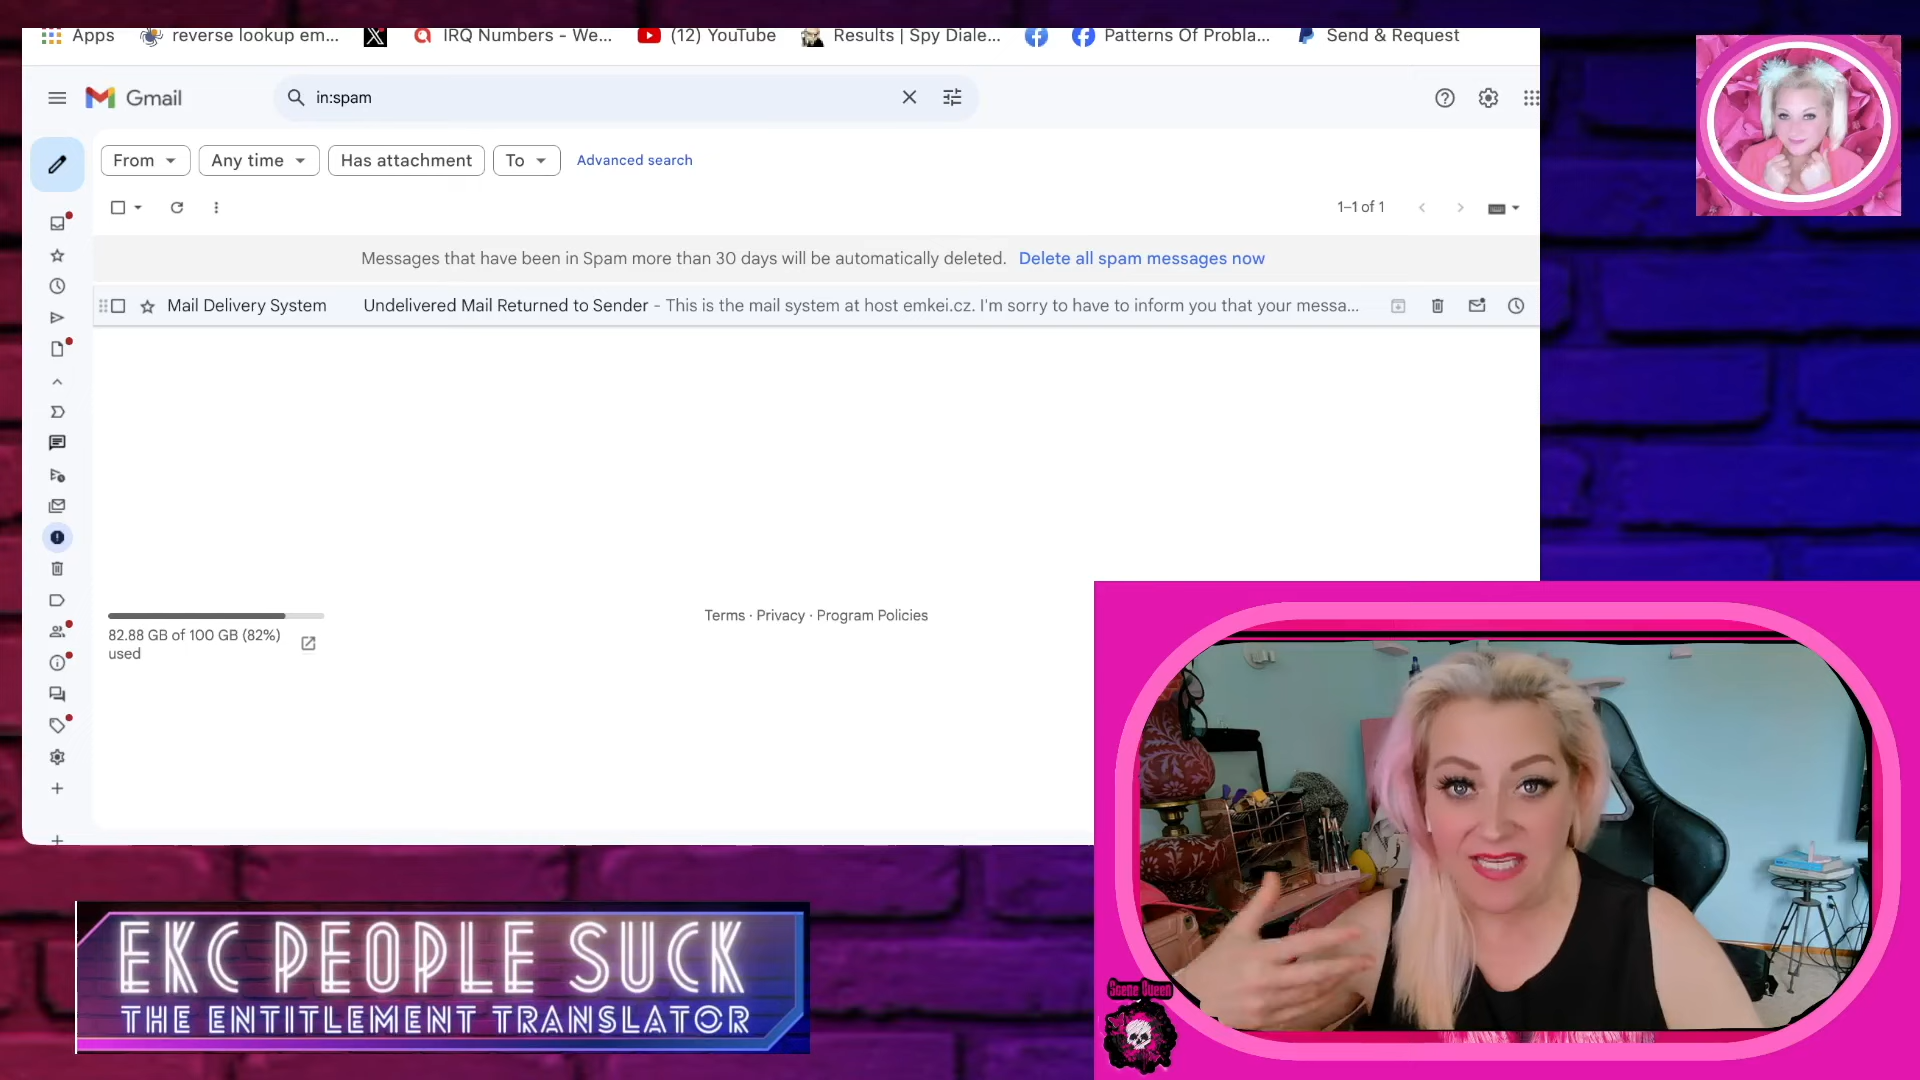 Apps reverse lookup em... IRQ Numbers - We... (12) YouTube Results | Spy Diale... Patterns Of Probla... Send & Request
Gmail
in:spam
From Any time Has attachment To Advanced search
1–1 of 1
Messages that have been in Spam more than 30 days will be automatically deleted. Delete all spam messages now
Mail Delivery System Undelivered Mail Returned to Sender - This is the mail system at host emkei.cz. I'm sorry to have to inform you that your messa...
82.88 GB of 100 GB (82%)
used
Terms · Privacy · Program Policies
EKC PEOPLE SUCK
THE ENTITLEMENT TRANSLATOR
Scene Queen